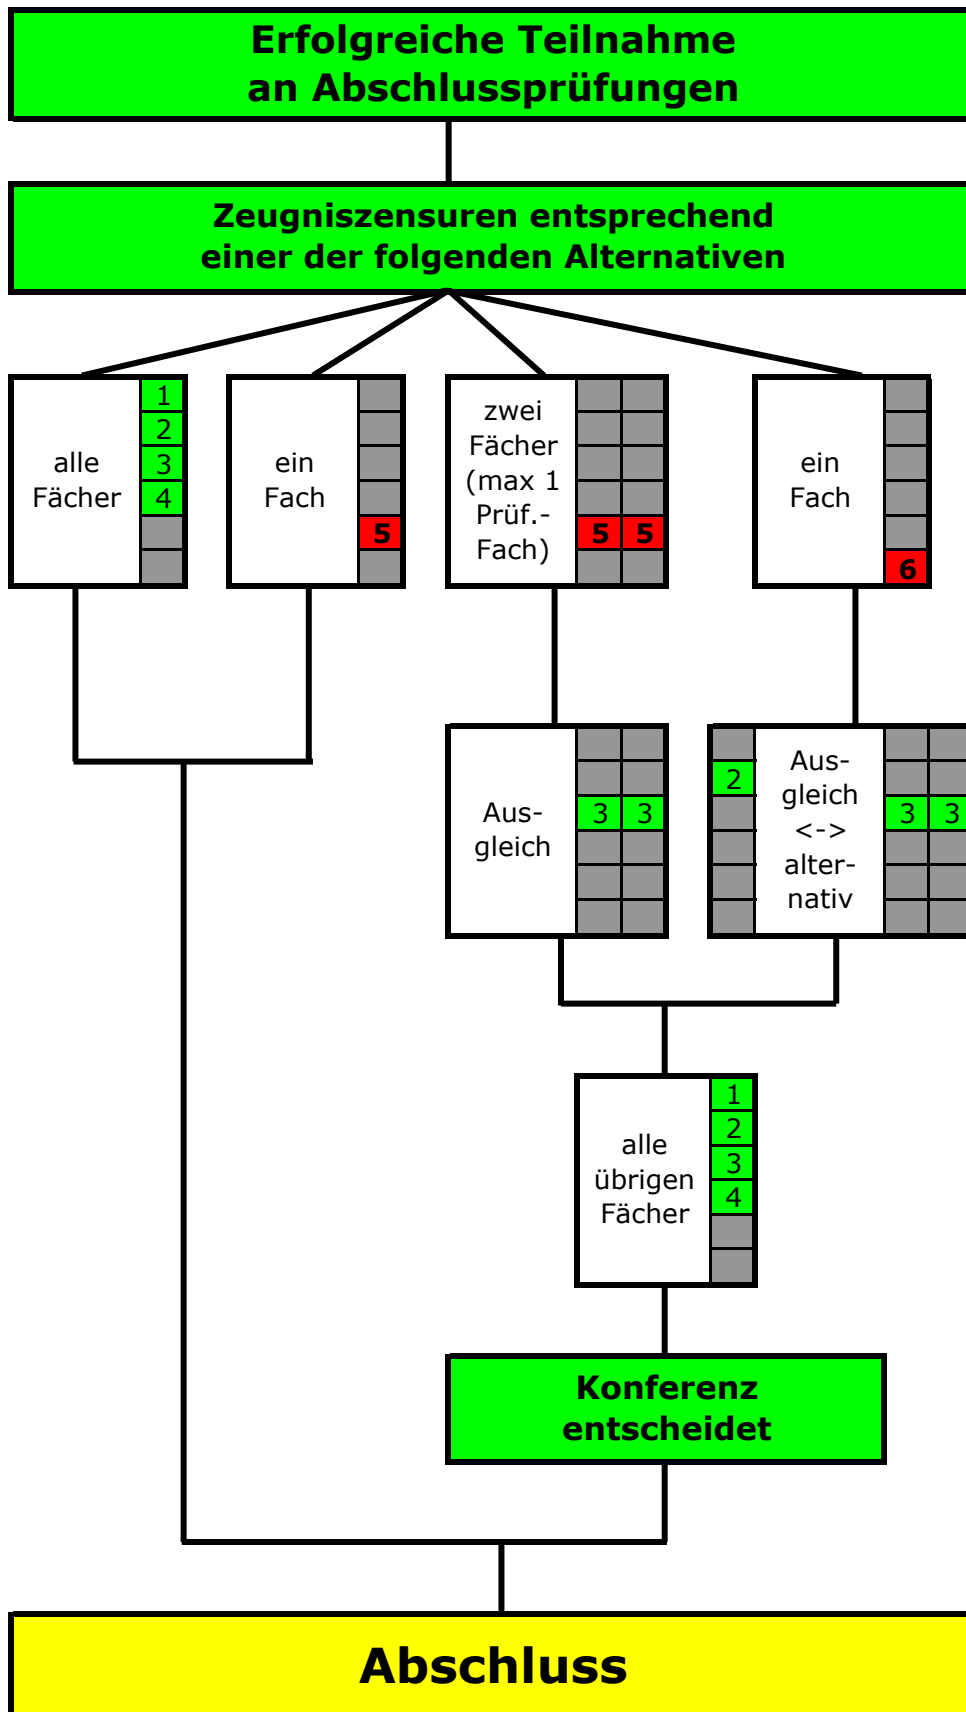 Erfolgreiche Teilnahme
an Abschlussprüfungen
Zeugniszensuren entsprechend
einer der folgenden Alternativen
alle
Fächer
1
2
3
4
ein
Fach
5
zwei
Fächer
(max 1
Prüf.-
Fach)
5 5
ein
Fach
6
Aus-
gleich
3 3
2
Aus-
gleich
<->
alter-
nativ
3 3
alle
übrigen
Fächer
1
2
3
4
Konferenz
entscheidet
Abschluss